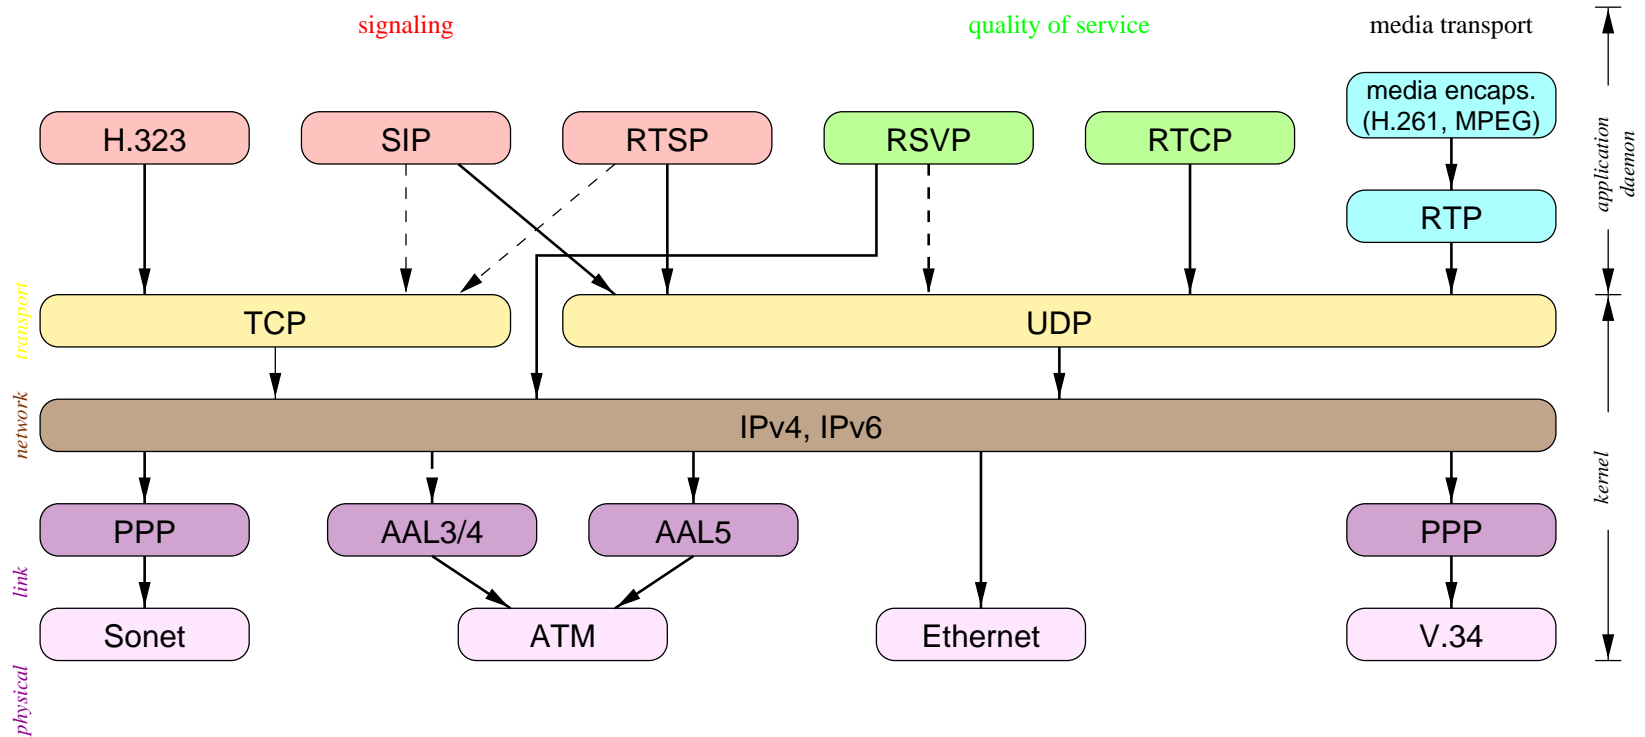 signaling
quality of service
media transport
media encaps.
(H.261, MPEG)
H.323
SIP
RTSP
RSVP
RTCP
application
daemon
RTP
transport
TCP
UDP
network
IPv4, IPv6
kernel
PPP
AAL3/4
AAL5
PPP
link
Sonet
ATM
Ethernet
V.34
physical